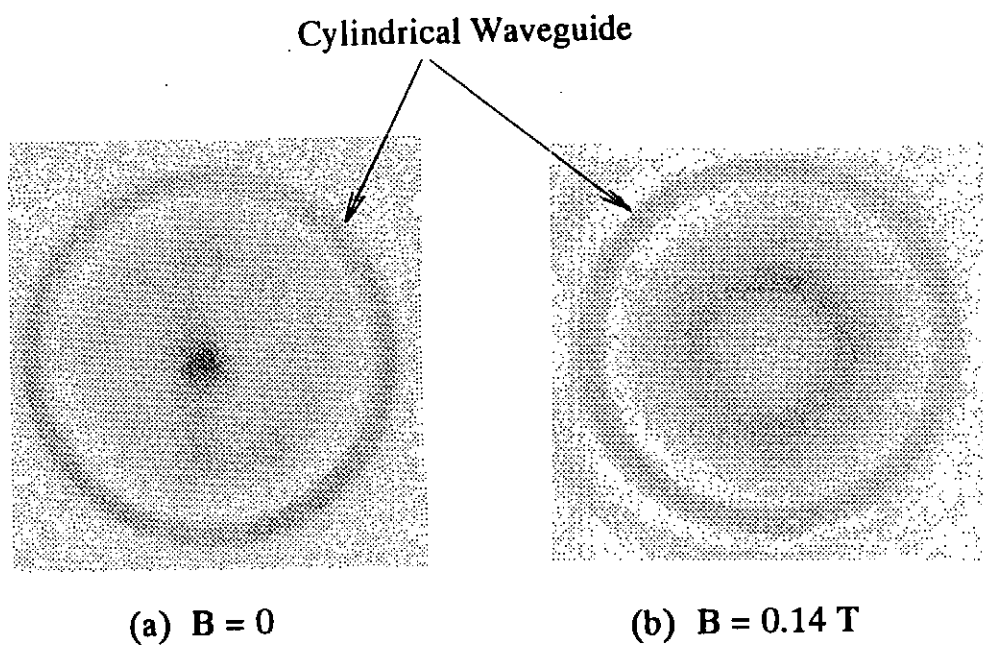 Cylindrical Waveguide
(a) B = 0
(b) B = 0.14 T